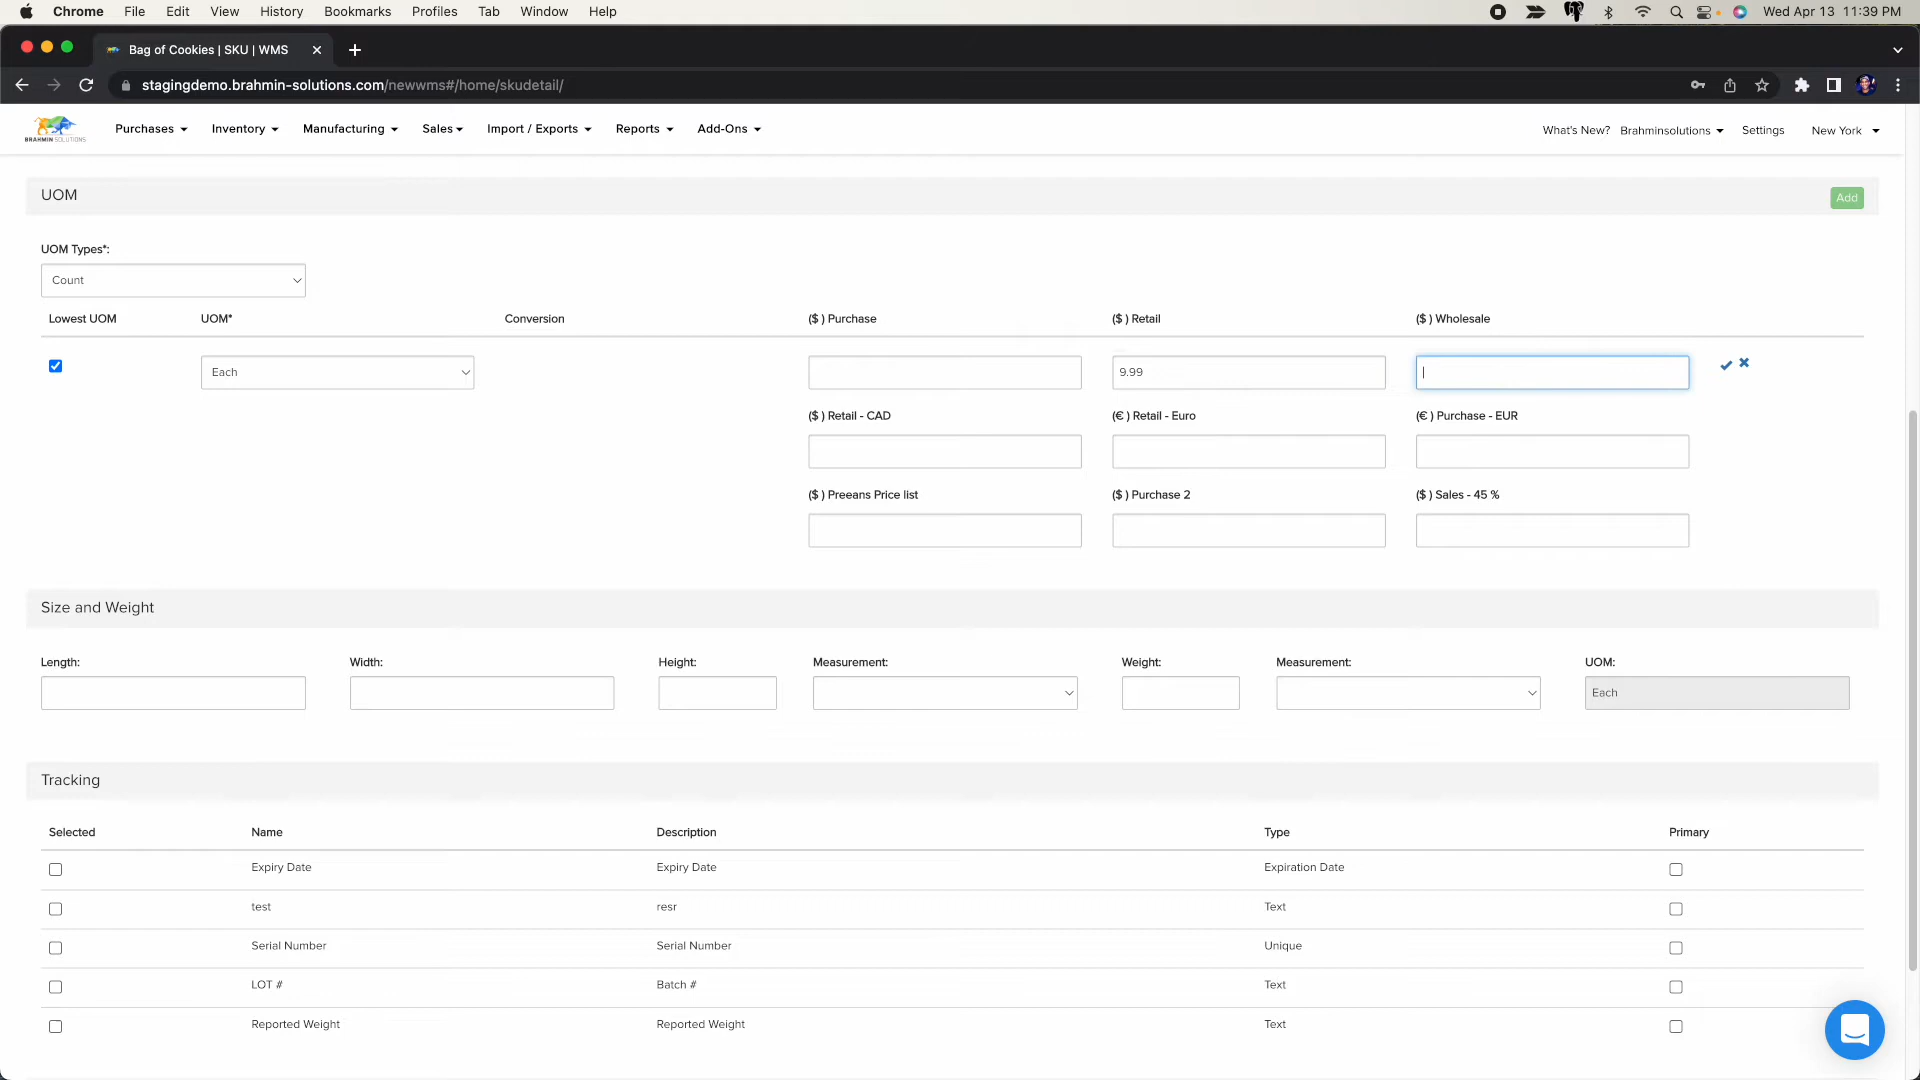 Chrome File Edit View History Bookmarks Profiles Tab Window Help Wed Apr 13 11:39 PM
Bag of Cookies | SKU | WMS
stagingdemo.brahmin-solutions.com/newwms#/home/skudetail/
BRAHMIN SOLUTIONS
Purchases Inventory Manufacturing Sales Import / Exports Reports Add-Ons What's New? Brahminsolutions Settings New York
UOM Add
UOM Types*:
Count
Lowest UOM UOM* Conversion ($ ) Purchase ($ ) Retail ($ ) Wholesale
Each 9.99
($ ) Retail - CAD (€ ) Retail - Euro (€ ) Purchase - EUR
($ ) Preeans Price list ($ ) Purchase 2 ($ ) Sales - 45 %
Size and Weight
Length: Width: Height: Measurement: Weight: Measurement: UOM:
Each
Tracking
Selected Name Description Type Primary
Expiry Date Expiry Date Expiration Date
test resr Text
Serial Number Serial Number Unique
LOT # Batch # Text
Reported Weight Reported Weight Text